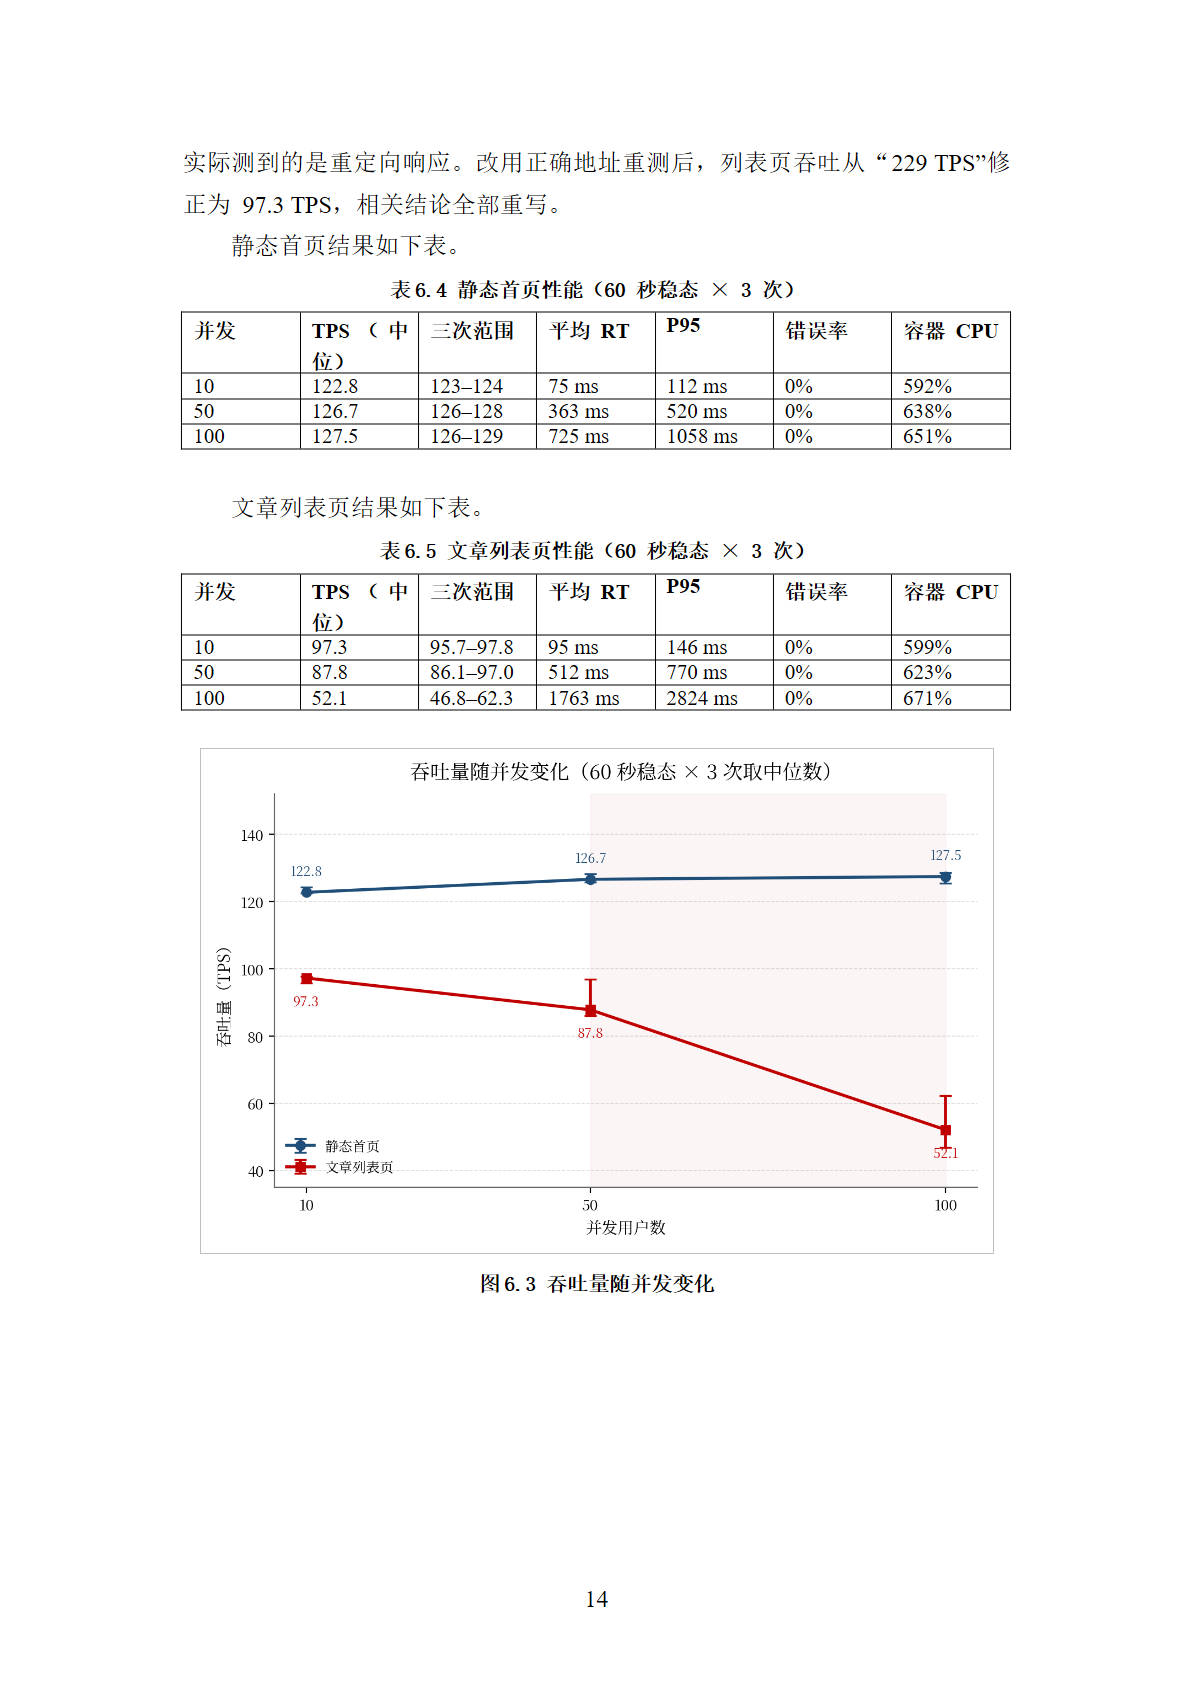 实际测到的是重定向响应。改用正确地址重测后，列表页吞吐从“229 TPS”修
正为 97.3 TPS，相关结论全部重写。
静态首页结果如下表。
表 6.4 静态首页性能（60 秒稳态 × 3 次）
并发 TPS（中位） 三次范围 平均 RT P95 错误率 容器 CPU
10 122.8 123–124 75 ms 112 ms 0% 592%
50 126.7 126–128 363 ms 520 ms 0% 638%
100 127.5 126–129 725 ms 1058 ms 0% 651%
文章列表页结果如下表。
表 6.5 文章列表页性能（60 秒稳态 × 3 次）
并发 TPS（中位） 三次范围 平均 RT P95 错误率 容器 CPU
10 97.3 95.7–97.8 95 ms 146 ms 0% 599%
50 87.8 86.1–97.0 512 ms 770 ms 0% 623%
100 52.1 46.8–62.3 1763 ms 2824 ms 0% 671%
吞吐量随并发变化（60 秒稳态 × 3 次取中位数）
吞吐量（TPS）
140
120
100
80
60
40
122.8
126.7
127.5
97.3
87.8
52.1
静态首页
文章列表页
10 50 100
并发用户数
图 6.3 吞吐量随并发变化
14